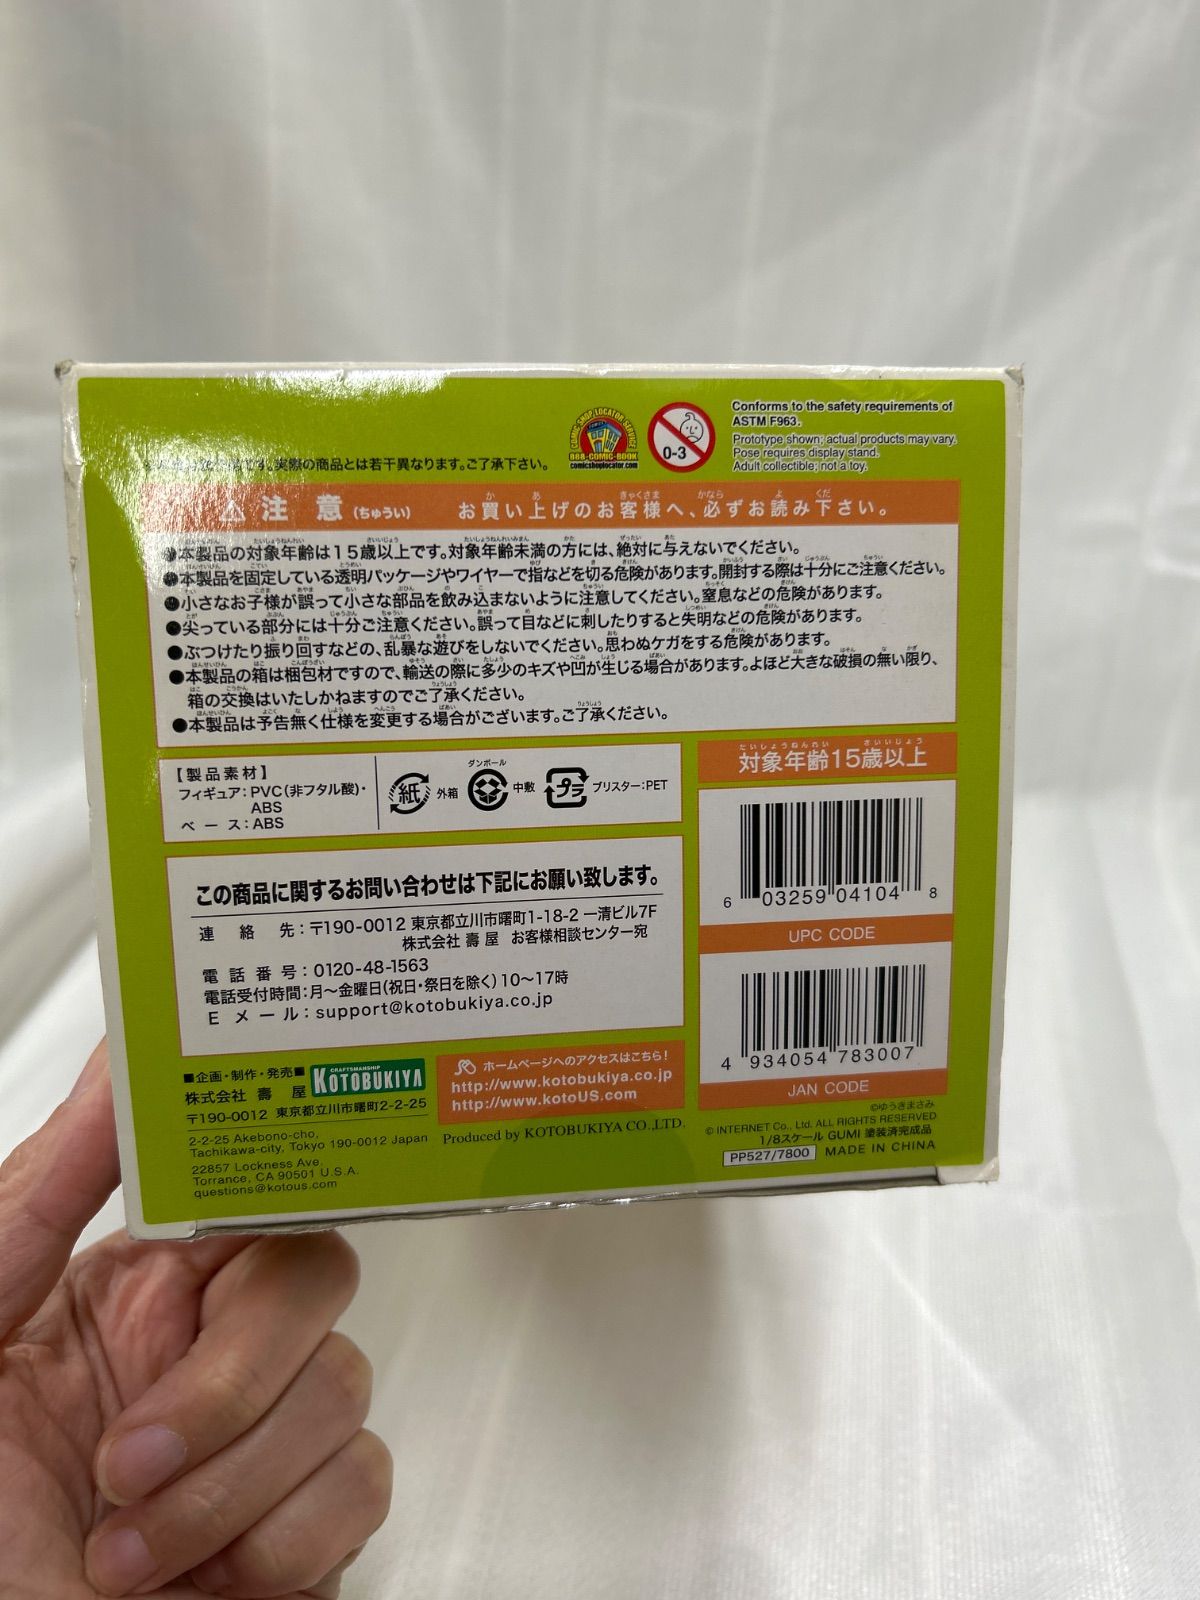 です。実際の商品とは若干異なります。ご了承下さい。
COMIC SHOP LOCATOR SERVICE
888-COMIC-BOOK
comicshoplocator.com
0-3
Conforms to the safety requirements of
ASTM F963.
Prototype shown; actual products may vary.
Pose requires display stand.
Adult collectible; not a toy.
注意(ちゅうい) お買い上げのお客様へ、必ずお読み下さい。
●本製品の対象年齢は15歳以上です。対象年齢未満の方には、絶対に与えないでください。
●本製品を固定している透明パッケージやワイヤーで指などを切る危険があります。開封する際は十分にご注意ください。
●小さなお子様が誤って小さな部品を飲み込まないように注意してください。窒息などの危険があります。
●尖っている部分には十分ご注意ください。誤って目などに刺したりすると失明などの危険があります。
●ぶつけたり振り回すなどの、乱暴な遊びをしないでください。思わぬケガをする危険があります。
●本製品の箱は梱包材ですので、輸送の際に多少のキズや凹が生じる場合があります。よほど大きな破損の無い限り、
箱の交換はいたしかねますのでご了承ください。
●本製品は予告無く仕様を変更する場合がございます。ご了承ください。
【製品素材】
フィギュア:PVC(非フタル酸)・
ABS
ベース:ABS
紙 外箱
ダンボール
中敷
プラ ブリスター:PET
対象年齢15歳以上
たいしょうねんれい さいいじょう
6 03259 04104 8
UPC CODE
4 934054 783007
JAN CODE
この商品に関するお問い合わせは下記にお願い致します。
連絡先:〒190-0012 東京都立川市曙町1-18-2 一清ビル7F
株式会社 壽屋 お客様相談センター宛
電話番号:0120-48-1563
電話受付時間:月～金曜日(祝日・祭日を除く)10～17時
Eメール:support@kotobukiya.co.jp
■企画・制作・発売■
株式会社 壽屋
CRAFTSMANSHIP
KOTOBUKIYA
〒190-0012 東京都立川市曙町2-2-25
2-2-25 Akebono-cho,
Tachikawa-city, Tokyo 190-0012 Japan
22857 Lockness Ave.
Torrance, CA 90501 U.S.A.
questions@kotous.com
ホームページへのアクセスはこちら!
http://www.kotobukiya.co.jp
http://www.kotoUS.com
Produced by KOTOBUKIYA CO.,LTD.
©ゆうきまさみ
© INTERNET Co., Ltd. ALL RIGHTS RESERVED
1/8スケール GUMI 塗装済完成品
PP527/7800 MADE IN CHINA